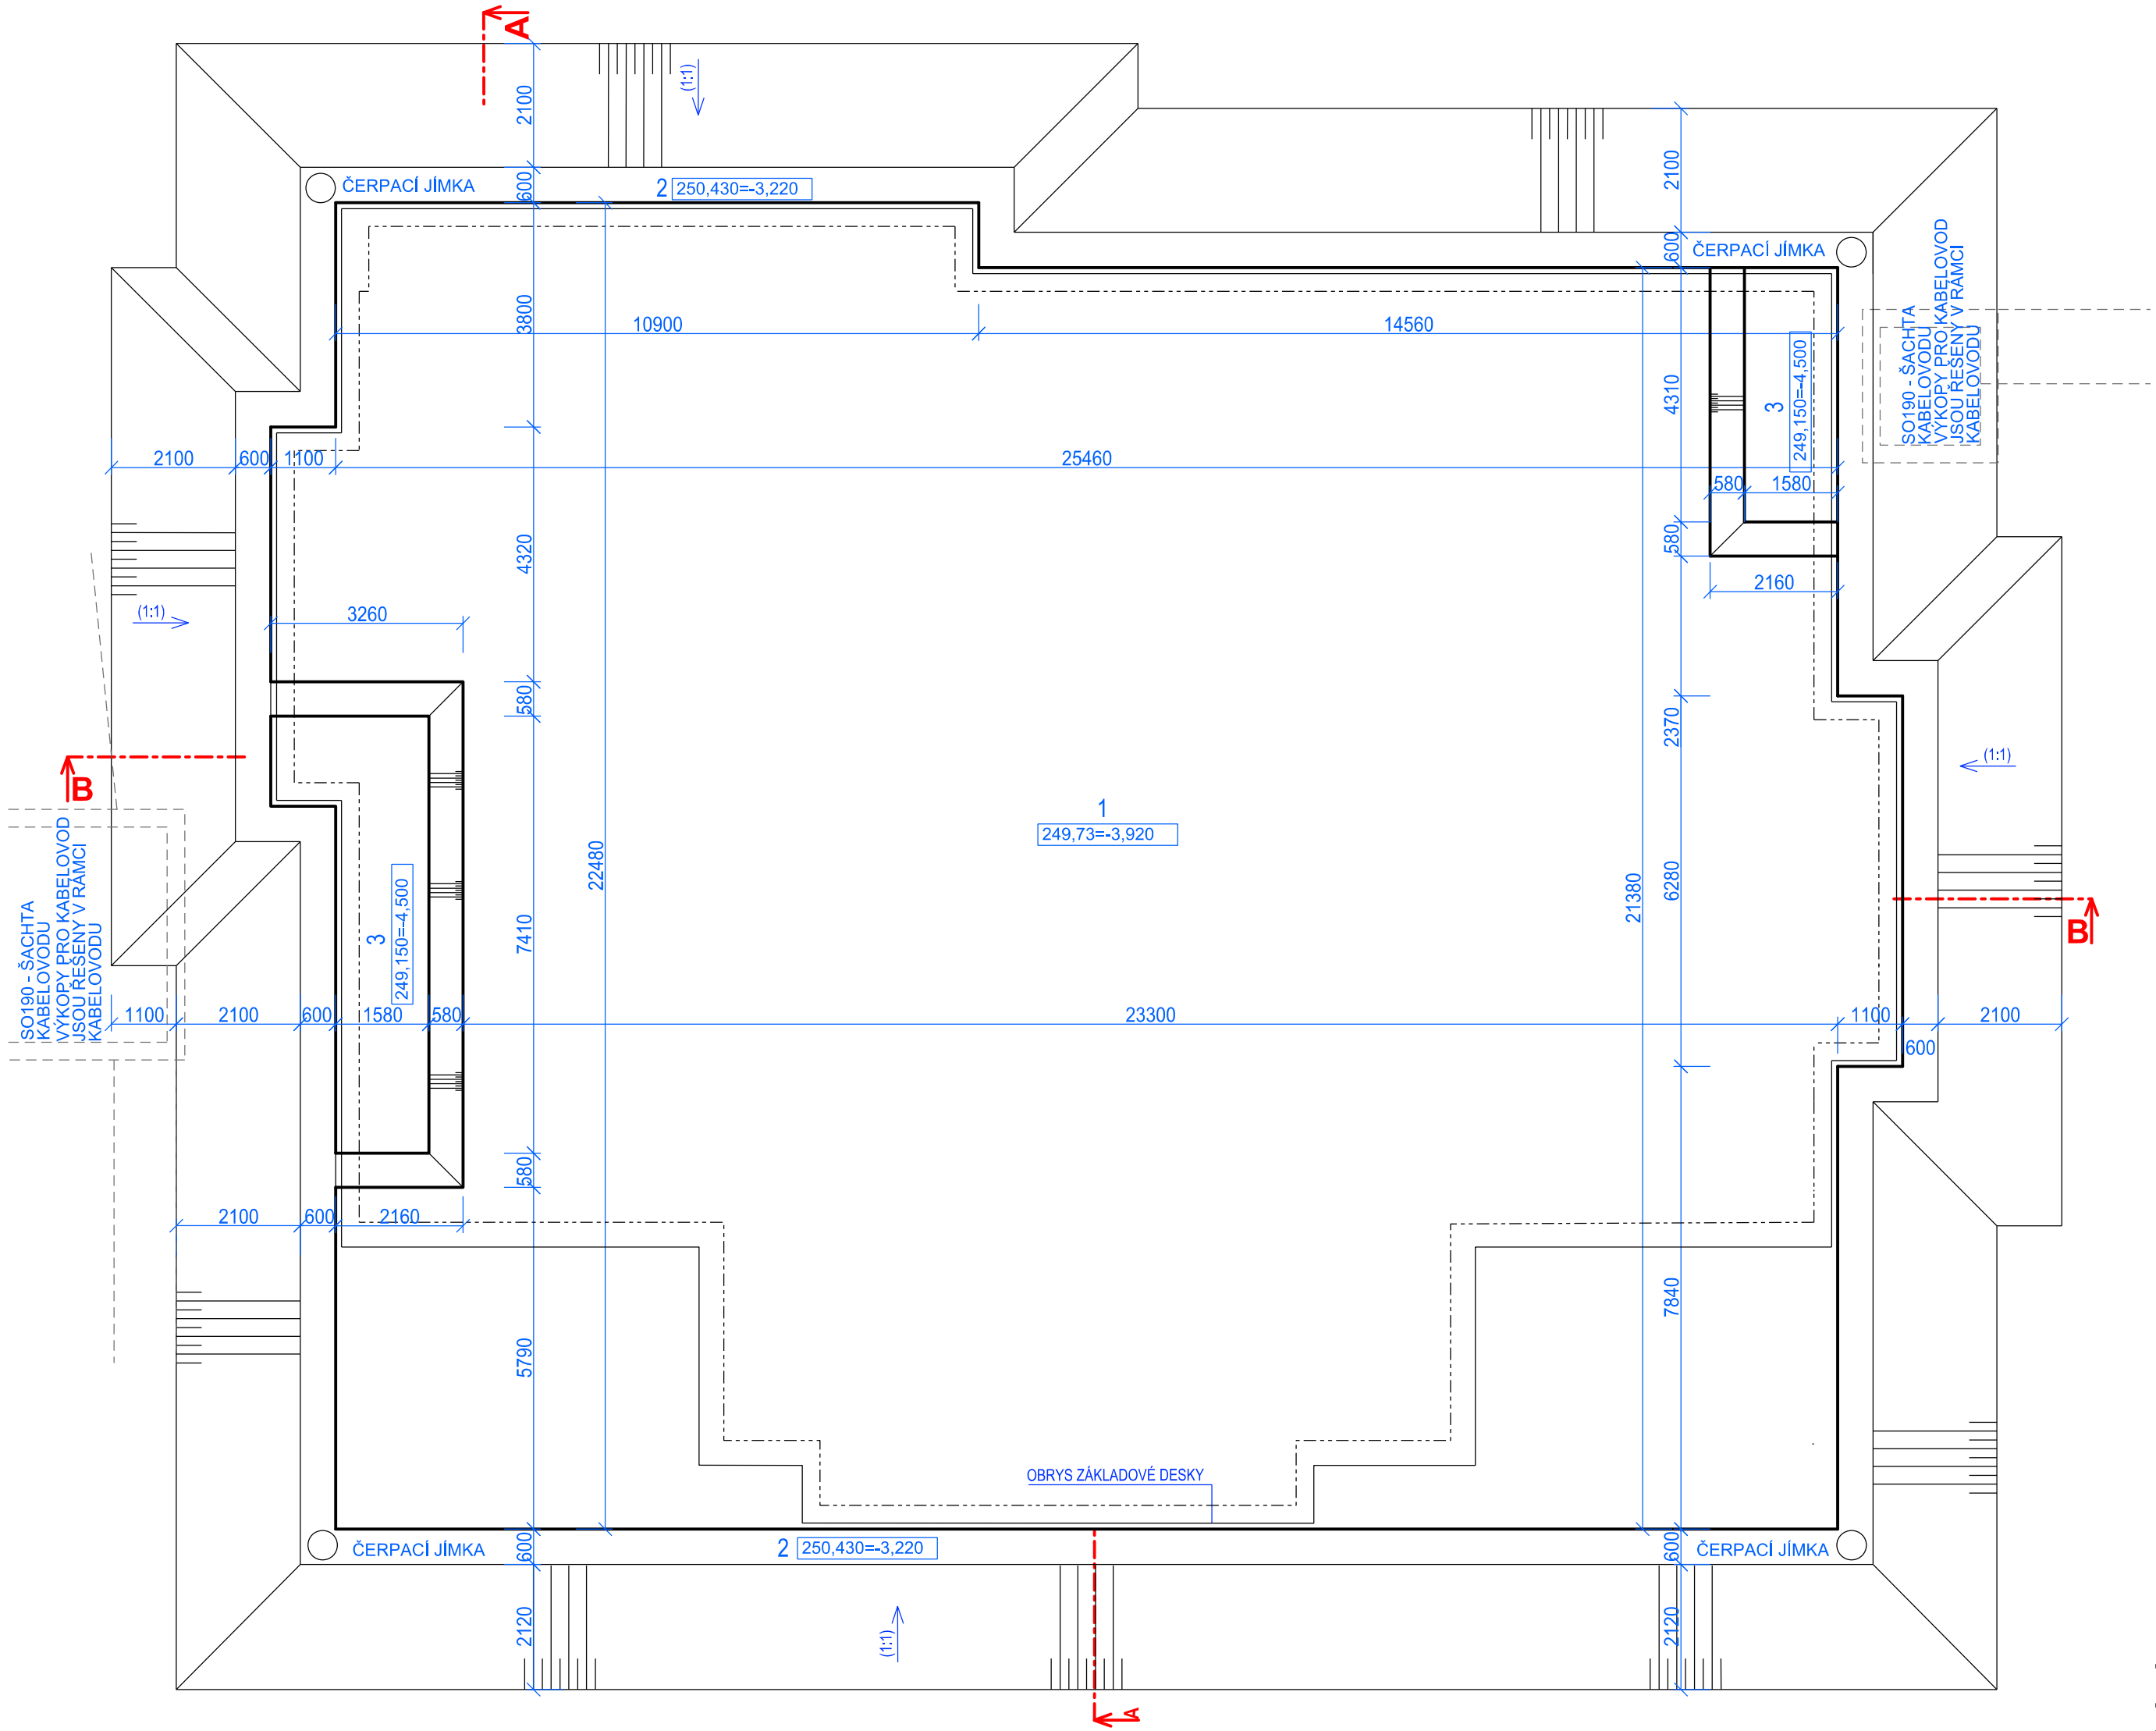 A
2100
(1:1)
600
ČERPACÍ JÍMKA
2 250,430=-3,220
2100
600
ČERPACÍ JÍMKA
3800
10900
14560
4310
3
249,150=-4,500
SO190 - ŠACHTA
KABELOVODU
VÝKOPY PRO KABELOVOD
JSOU ŘEŠENY V RÁMCI
KABELOVODU
2100
600
1100
25460
580
1580
4320
580
2160
(1:1)
3260
580
2370
(1:1)
B
1
249,73=-3,920
22480
21380
6280
SO190 - ŠACHTA
KABELOVODU
VÝKOPY PRO KABELOVOD
JSOU ŘEŠENY V RÁMCI
KABELOVODU
3
249,150=-4,500
7410
B
1100
2100
600
1580
580
23300
1100
600
2100
580
2100
600
2160
7840
5790
OBRYS ZÁKLADOVÉ DESKY
ČERPACÍ JÍMKA
600
2 250,430=-3,220
600
ČERPACÍ JÍMKA
2120
(1:1)
2120
A